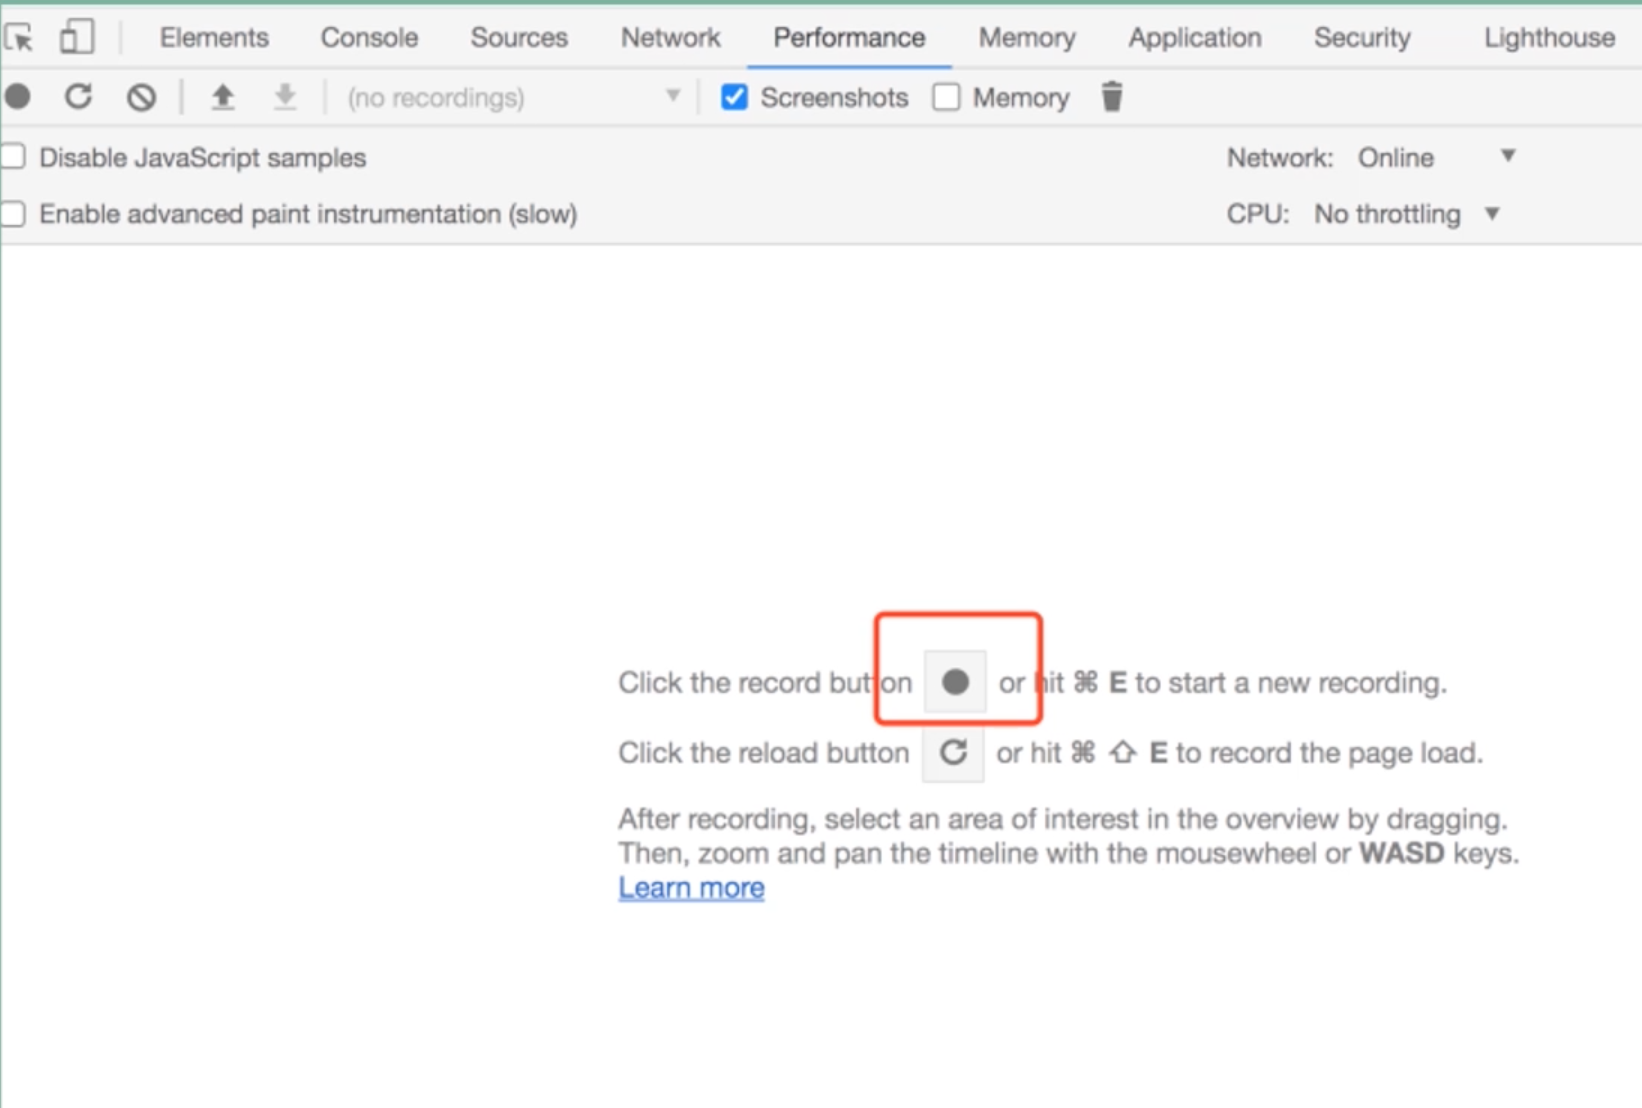 Elements Console Sources Network Performance Memory Application Security Lighthouse
(no recordings) Screenshots Memory
Disable JavaScript samples Network: Online
Enable advanced paint instrumentation (slow) CPU: No throttling
Click the record button or hit ⌘ E to start a new recording.
Click the reload button or hit ⌘ ⇧ E to record the page load.
After recording, select an area of interest in the overview by dragging.
Then, zoom and pan the timeline with the mousewheel or WASD keys.
Learn more